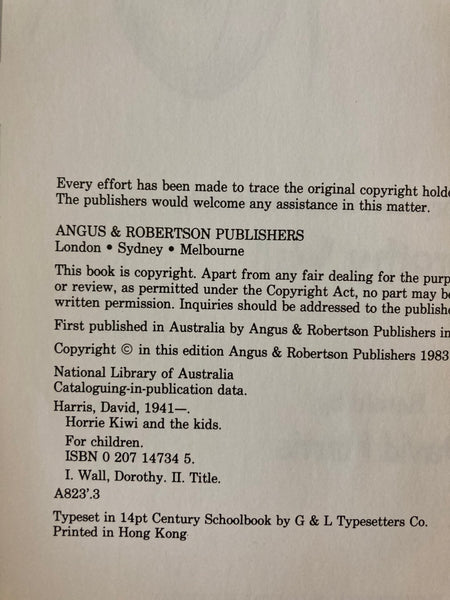 Every effort has been made to trace the original copyright
The publishers would welcome any assistance in this matter.
ANGUS & ROBERTSON PUBLISHERS
London • Sydney • Melbourne
This book is copyright. Apart from any fair dealing for the
or review, as permitted under the Copyright Act, no part may
written permission. Inquiries should be addressed to the
First published in Australia by Angus & Robertson Publishers in
Copyright © in this edition Angus & Robertson Publishers 1983
National Library of Australia
Cataloguing-in-publication data.
Harris, David, 1941—.
Horrie Kiwi and the kids.
For children.
ISBN 0 207 14734 5.
I. Wall, Dorothy. II. Title.
A823'.3
Typeset in 14pt Century Schoolbook by G & L Typesetters Co.
Printed in Hong Kong